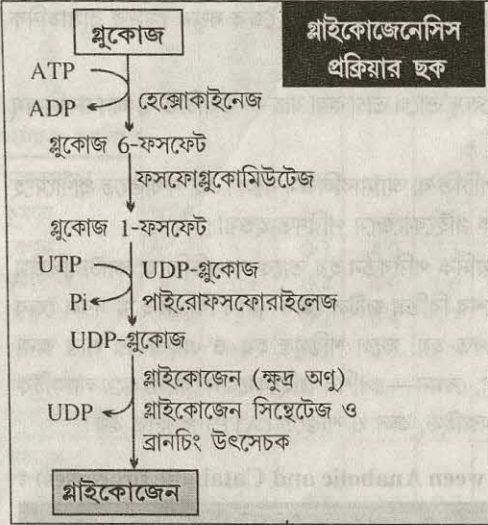 গ্লাইকোজেনেসিস
প্রক্রিয়ার ছক
গ্লুকোজ
ATP
ADP
হেক্সোকাইনেজ
গ্লুকোজ 6-ফসফেট
ফসফোগ্লুকোমিউটেজ
গ্লুকোজ 1-ফসফেট
UTP
UDP-গ্লুকোজ
Pi
পাইরোফসফোরাইলেজ
UDP-গ্লুকোজ
গ্লাইকোজেন (ক্ষুদ্র অণু)
UDP
গ্লাইকোজেন সিন্থেটেজ ও
ব্রানচিং উৎসেচক
গ্লাইকোজেন